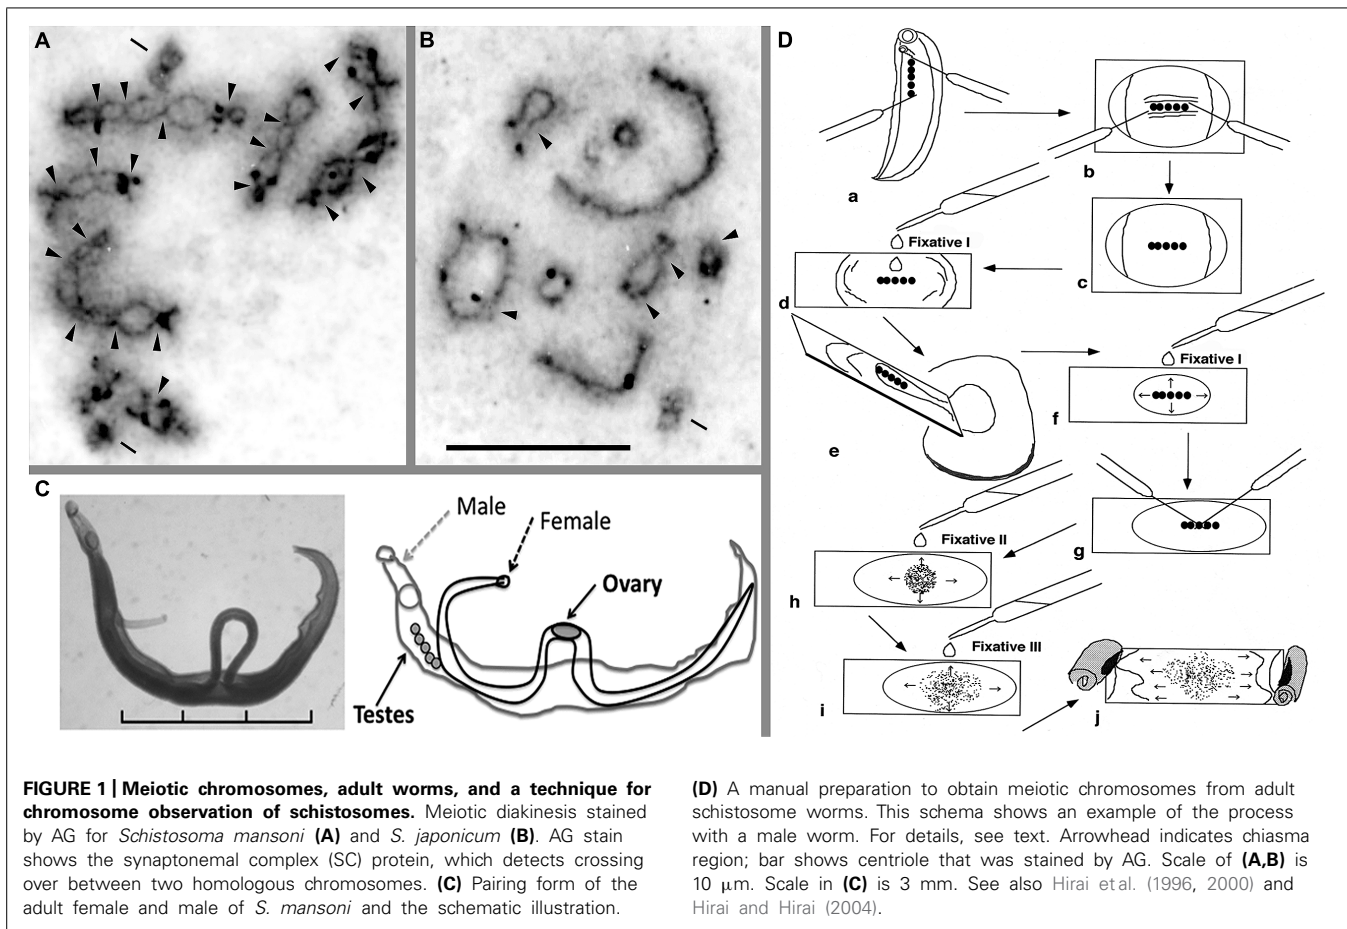 A
B
D
a
b
Fixative I
c
d
Fixative I
e
f
g
Fixative II
h
Fixative III
i
j
C
Male
Female
Ovary
Testes
FIGURE 1 | Meiotic chromosomes, adult worms, and a technique for
chromosome observation of schistosomes. Meiotic diakinesis stained
by AG for Schistosoma mansoni (A) and S. japonicum (B). AG stain
shows the synaptonemal complex (SC) protein, which detects crossing
over between two homologous chromosomes. (C) Pairing form of the
adult female and male of S. mansoni and the schematic illustration.
(D) A manual preparation to obtain meiotic chromosomes from adult
schistosome worms. This schema shows an example of the process
with a male worm. For details, see text. Arrowhead indicates chiasma
region; bar shows centriole that was stained by AG. Scale of (A,B) is
10 μm. Scale in (C) is 3 mm. See also Hirai et al. (1996, 2000) and
Hirai and Hirai (2004).